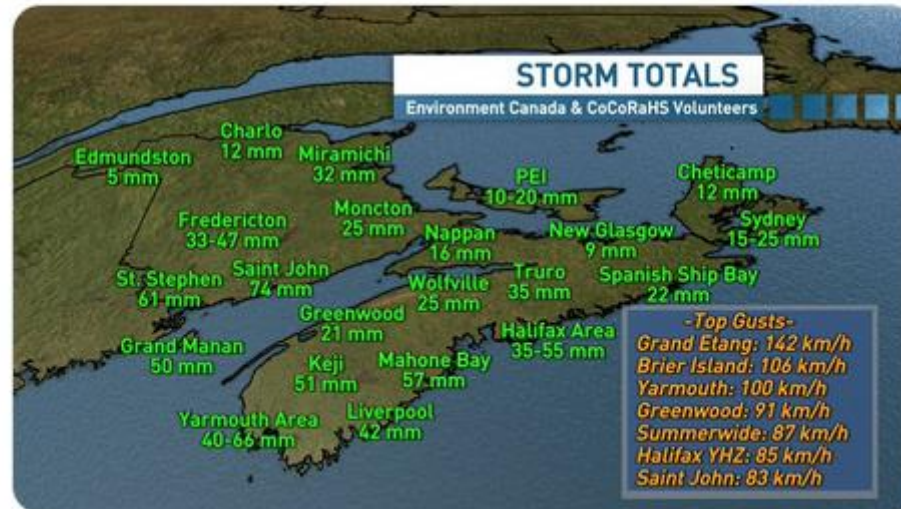 STORM TOTALS
Environment Canada & CoCoRaHS Volunteers
Charlo
12 mm
Edmundston
5 mm
Miramichi
32 mm
PEI
10-20 mm
Cheticamp
12 mm
Fredericton
33-47 mm
Moncton
25 mm
Nappan
16 mm
New Glasgow
9 mm
Sydney
15-25 mm
St. Stephen
61 mm
Saint John
74 mm
Wolfville
25 mm
Truro
35 mm
Spanish Ship Bay
22 mm
Greenwood
21 mm
Halifax Area
35-55 mm
Grand Manan
50 mm
Keji
51 mm
Mahone Bay
57 mm
Yarmouth Area
40-66 mm
Liverpool
42 mm
-Top Gusts-
Grand Etang: 142 km/h
Brier Island: 106 km/h
Yarmouth: 100 km/h
Greenwood: 91 km/h
Summerwide: 87 km/h
Halifax YHZ: 85 km/h
Saint John: 83 km/h